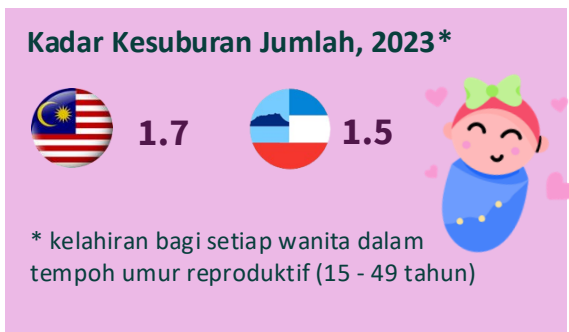 Kadar Kesuburan Jumlah, 2023*
1.7 1.5
* kelahiran bagi setiap wanita dalam
tempoh umur reproduktif (15 - 49 tahun)